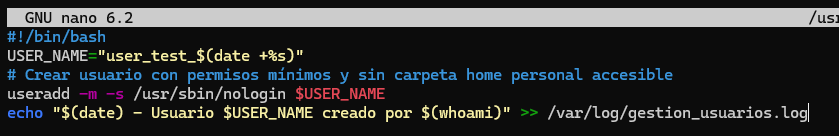 GNU nano 6.2 /usr
#!/bin/bash
USER_NAME="user_test_$(date +%s)"
# Crear usuario con permisos mínimos y sin carpeta home personal accesible
useradd -m -s /usr/sbin/nologin $USER_NAME
echo "$(date) - Usuario $USER_NAME creado por $(whoami)" >> /var/log/gestion_usuarios.log